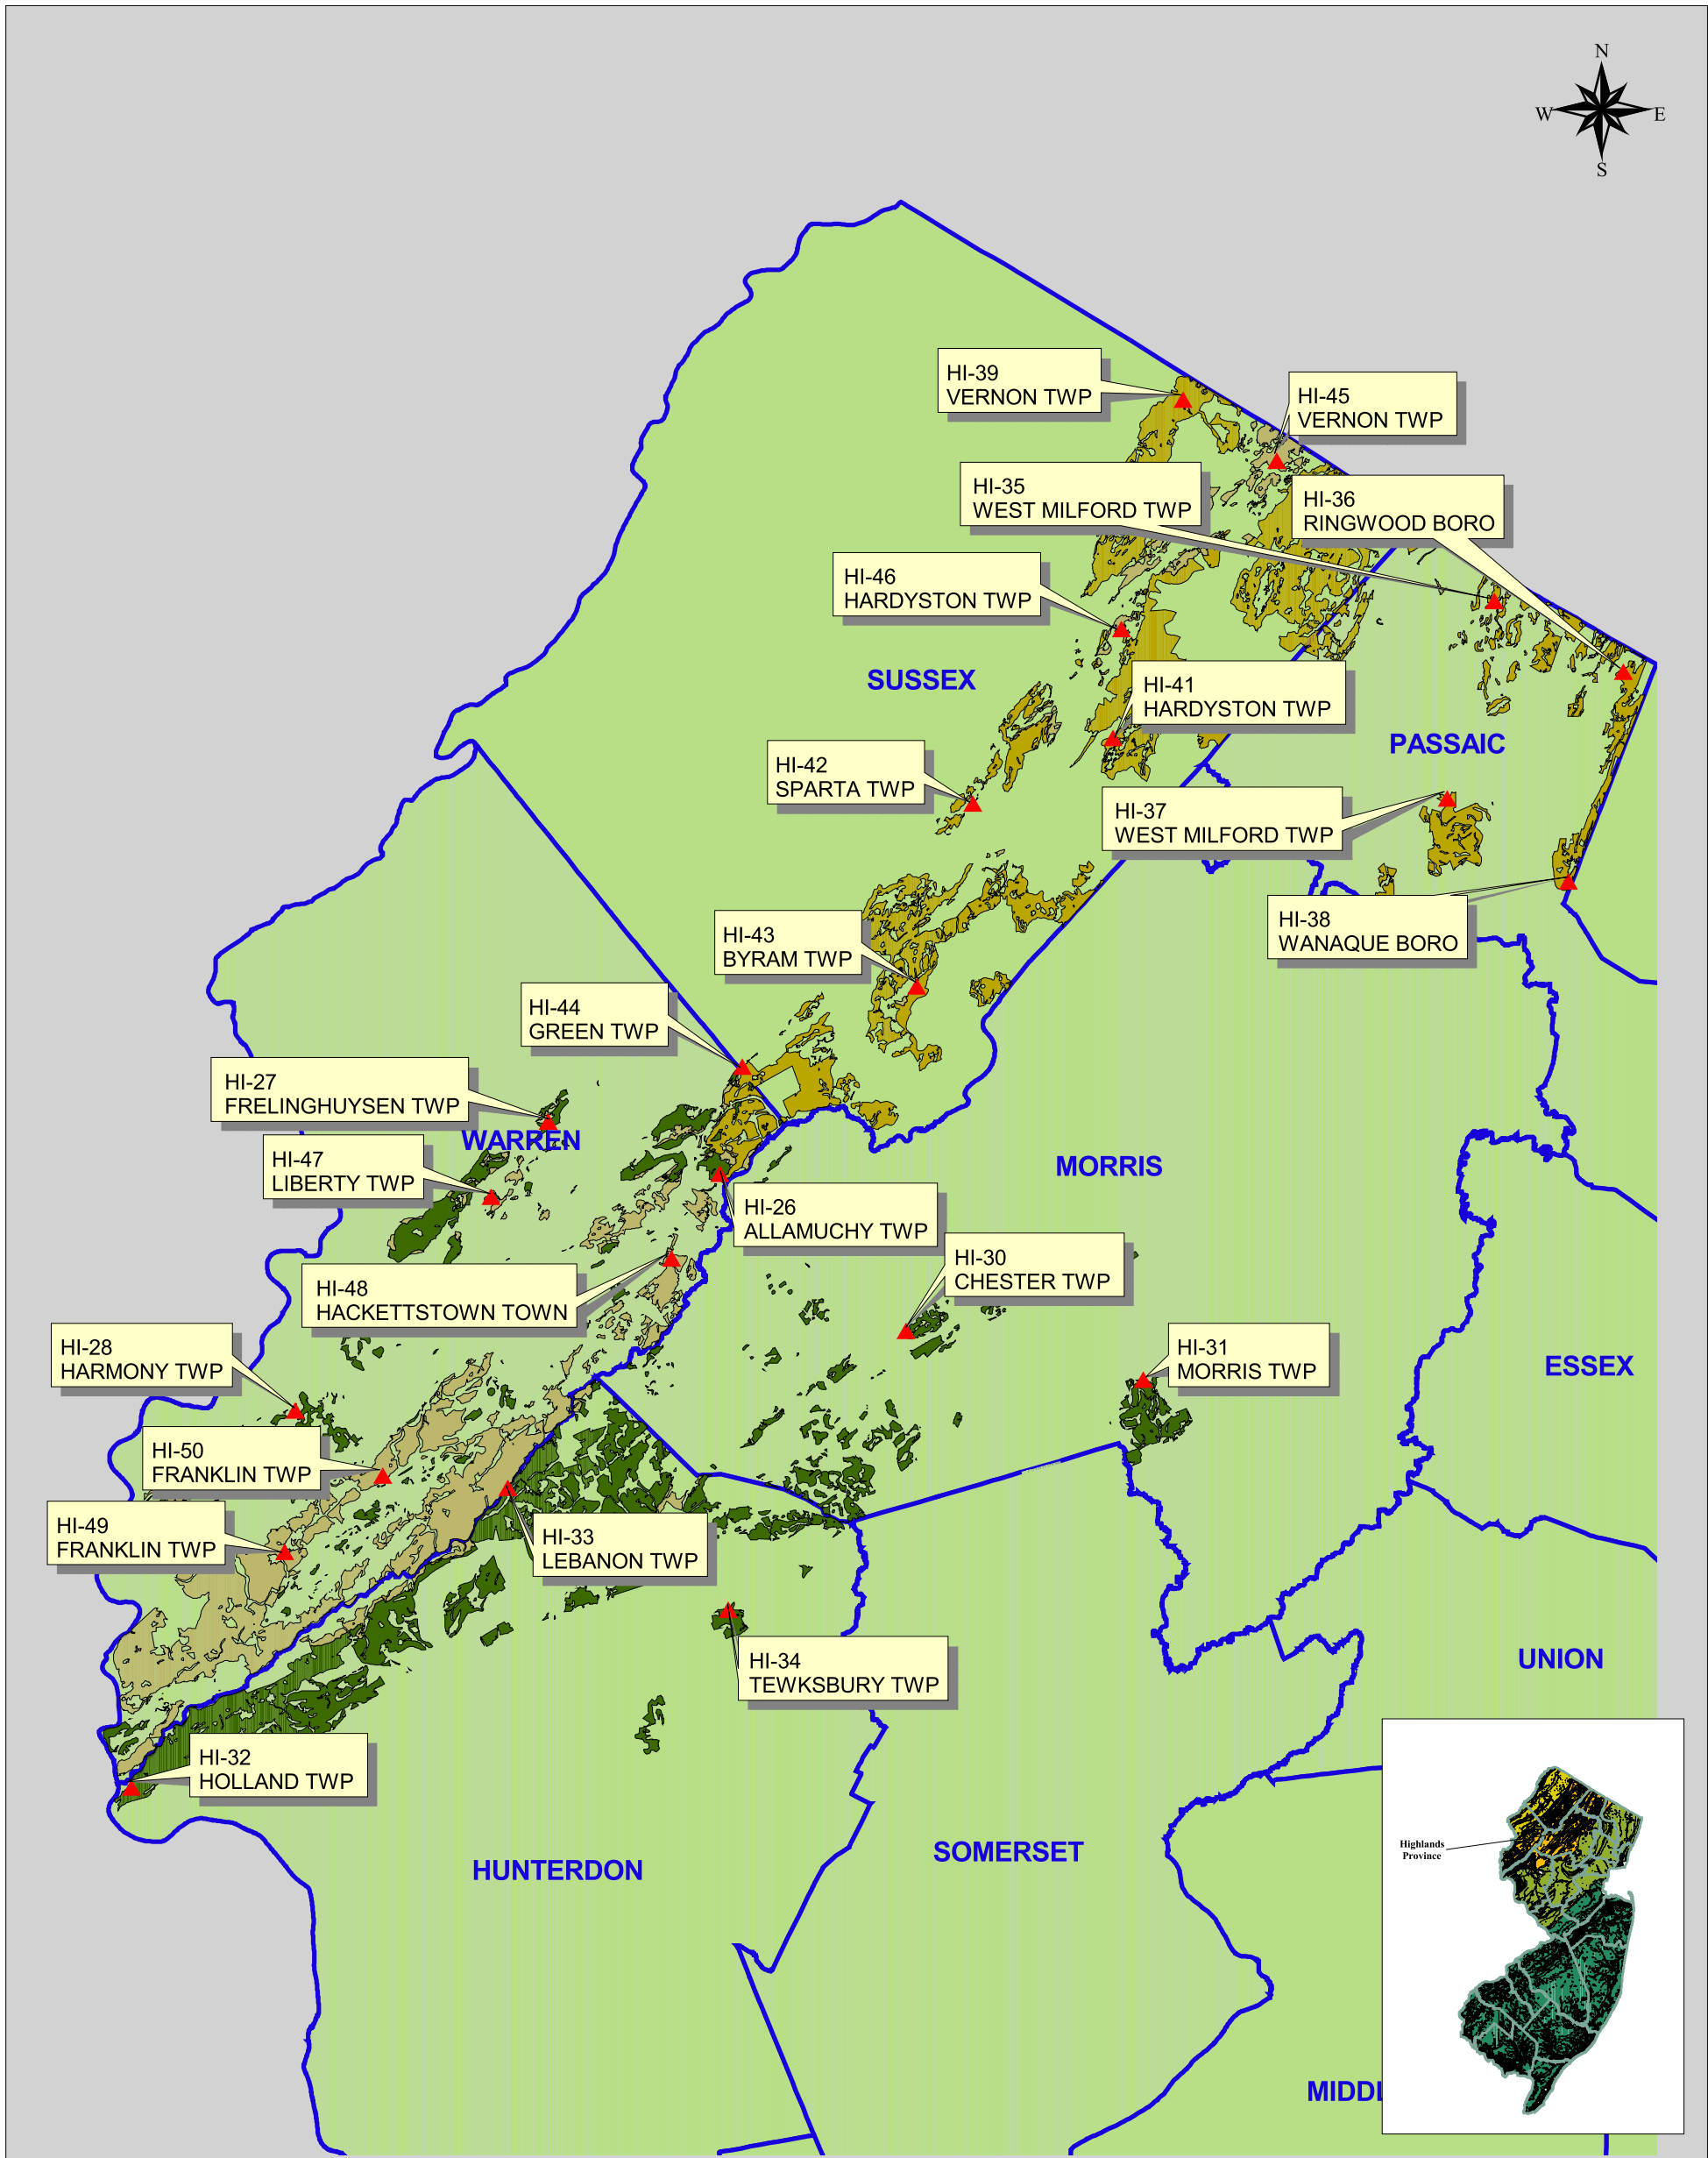 N
W
E
S
HI-39
VERNON TWP
HI-45
VERNON TWP
HI-35
WEST MILFORD TWP
HI-36
RINGWOOD BORO
HI-46
HARDYSTON TWP
SUSSEX
HI-41
HARDYSTON TWP
PASSAIC
HI-42
SPARTA TWP
HI-37
WEST MILFORD TWP
HI-38
WANAQUE BORO
HI-43
BYRAM TWP
HI-44
GREEN TWP
HI-27
FRELINGHUYSEN TWP
WARREN
HI-47
LIBERTY TWP
MORRIS
HI-26
ALLAMUCHY TWP
HI-30
CHESTER TWP
HI-48
HACKETTSTOWN TOWN
HI-28
HARMONY TWP
HI-31
MORRIS TWP
ESSEX
HI-50
FRANKLIN TWP
HI-49
FRANKLIN TWP
HI-33
LEBANON TWP
HI-34
TEWKSBURY TWP
UNION
HI-32
HOLLAND TWP
HUNTERDON
SOMERSET
Highlands
Province
MIDDL